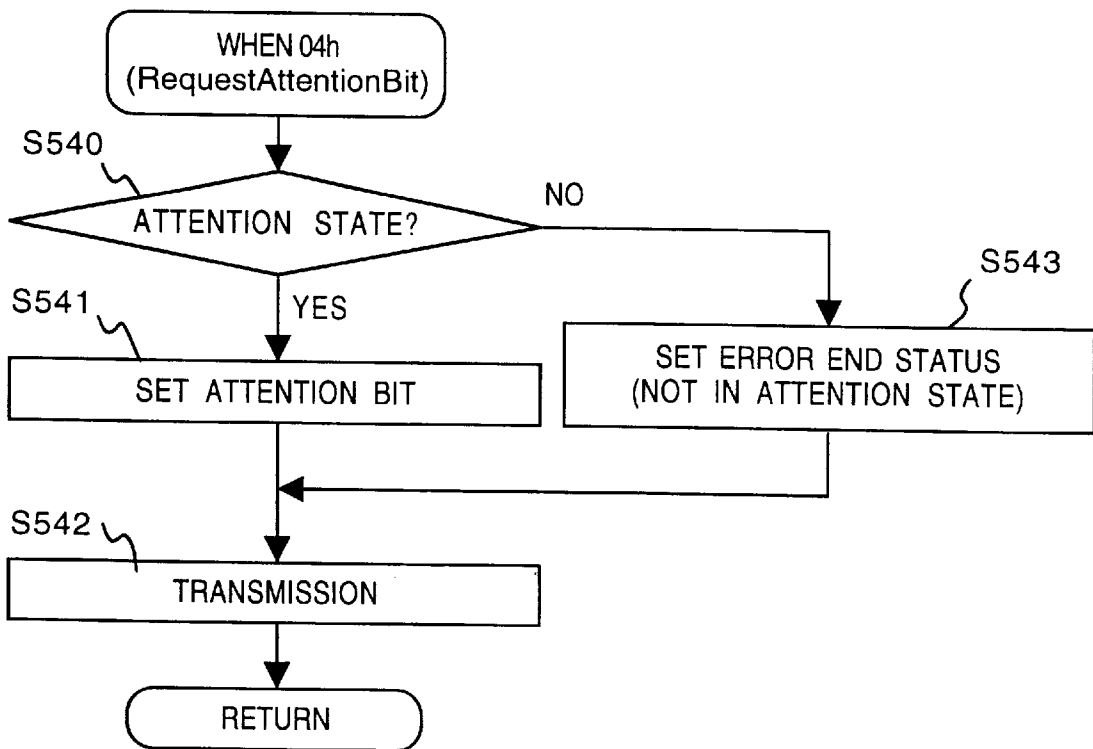 WHEN 04h
(RequestAttentionBit)
S540
ATTENTION STATE?
NO
S543
S541
YES
SET ERROR END STATUS
(NOT IN ATTENTION STATE)
SET ATTENTION BIT
S542
TRANSMISSION
RETURN